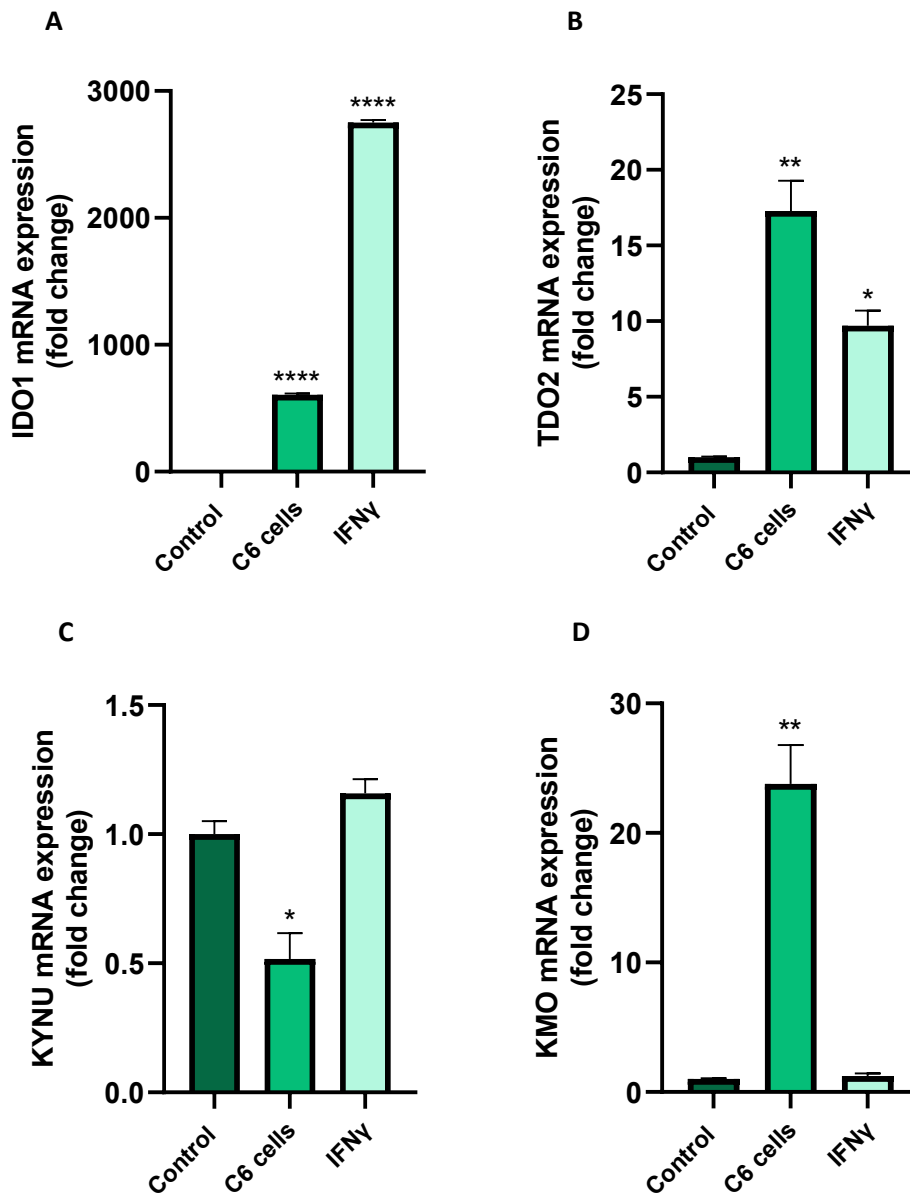 A
IDO1 mRNA expression
(fold change)
3000
2000
1000
0
****
****
Control
C6 cells
IFNγ
B
TDO2 mRNA expression
(fold change)
25
20
15
10
5
0
**
*
Control
C6 cells
IFNγ
C
KYNU mRNA expression
(fold change)
1.5
1.0
0.5
0.0
*
Control
C6 cells
IFNγ
D
KMO mRNA expression
(fold change)
30
20
10
0
**
Control
C6 cells
IFNγ